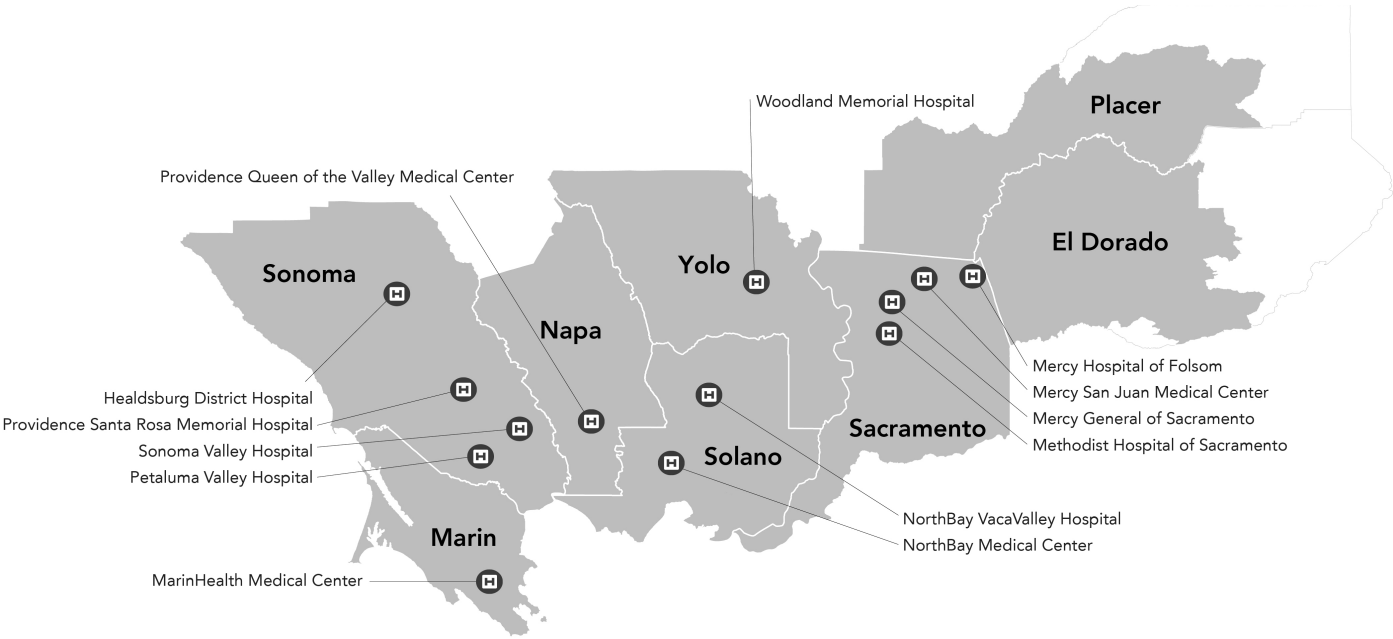 Woodland Memorial Hospital
Placer
Providence Queen of the Valley Medical Center
El Dorado
Sonoma
Yolo
Napa
Mercy Hospital of Folsom
Mercy San Juan Medical Center
Mercy General of Sacramento
Methodist Hospital of Sacramento
Healdsburg District Hospital
Providence Santa Rosa Memorial Hospital
Sonoma Valley Hospital
Petaluma Valley Hospital
Sacramento
Solano
NorthBay VacaValley Hospital
NorthBay Medical Center
Marin
MarinHealth Medical Center
H
H
H
H
H
H
H
H
H
H
H
H
H
H